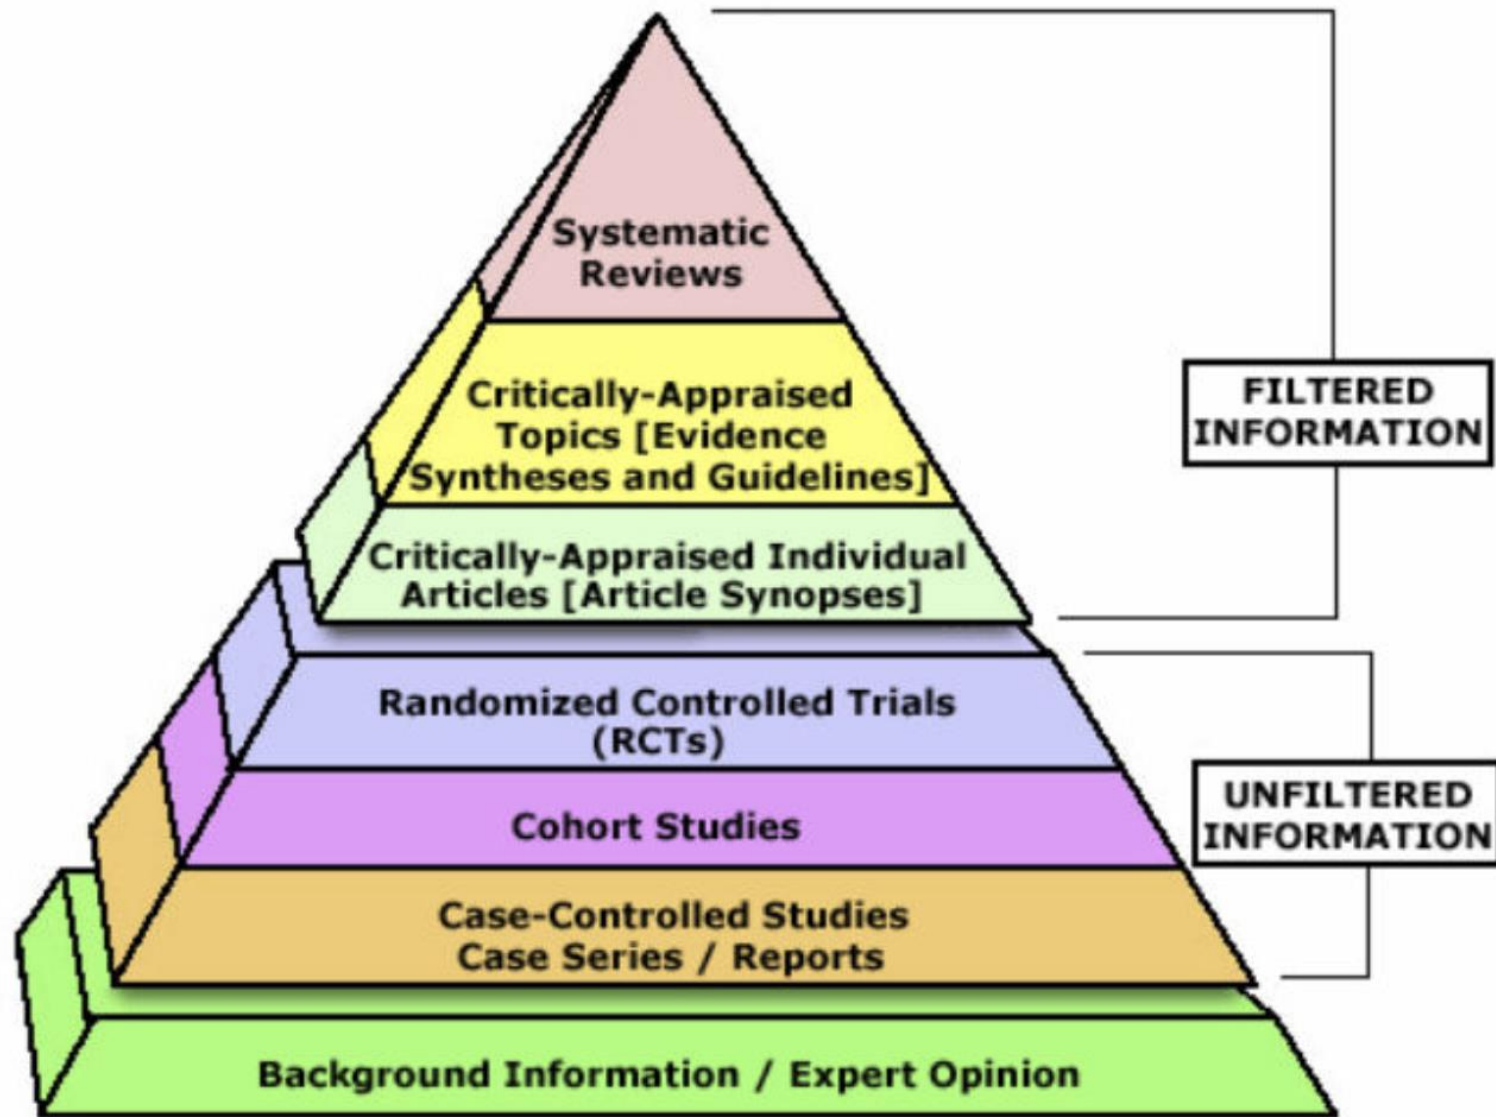 Systematic
Reviews
Critically-Appraised
Topics [Evidence
Syntheses and Guidelines]
FILTERED
INFORMATION
Critically-Appraised Individual
Articles [Article Synopses]
Randomized Controlled Trials
(RCTs)
Cohort Studies
UNFILTERED
INFORMATION
Case-Controlled Studies
Case Series / Reports
Background Information / Expert Opinion